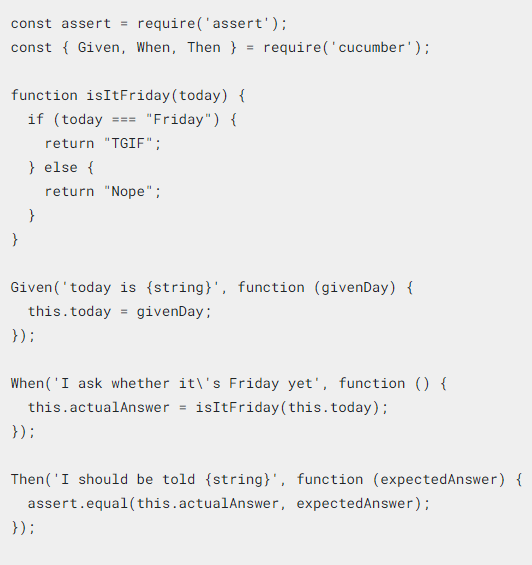 const assert = require('assert');
const { Given, When, Then } = require('cucumber');

function isItFriday(today) {
  if (today === "Friday") {
    return "TGIF";
  } else {
    return "Nope";
  }
}

Given('today is {string}', function (givenDay) {
  this.today = givenDay;
});

When('I ask whether it\'s Friday yet', function () {
  this.actualAnswer = isItFriday(this.today);
});

Then('I should be told {string}', function (expectedAnswer) {
  assert.equal(this.actualAnswer, expectedAnswer);
});